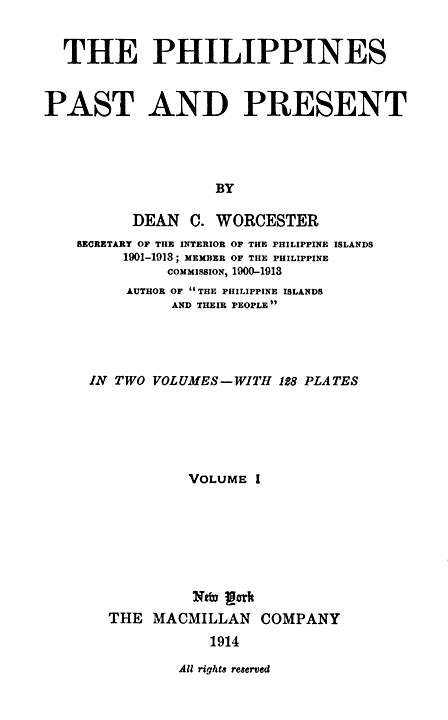 THE PHILIPPINES
PAST AND PRESENT
BY
DEAN C. WORCESTER
SECRETARY OF THE INTERIOR OF THE PHILIPPINE ISLANDS
1901–1913; MEMBER OF THE PHILIPPINE
COMMISSION, 1900–1913
AUTHOR OF "THE PHILIPPINE ISLANDS
AND THEIR PEOPLE"
IN TWO VOLUMES—WITH 128 PLATES
VOLUME I
New York
THE MACMILLAN COMPANY
1914
All rights reserved